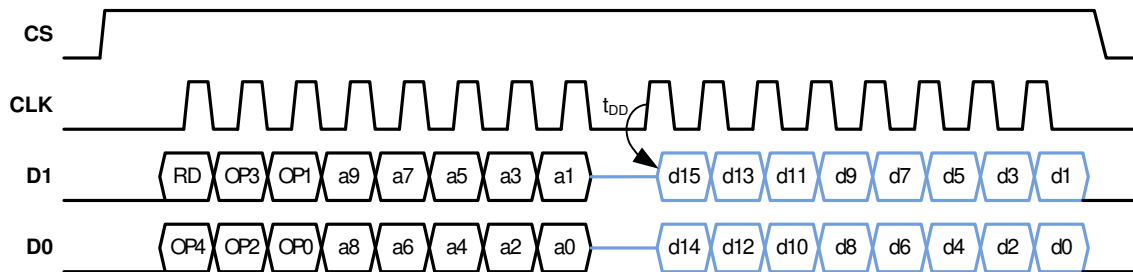 CS
CLK tDD
D1 RD OP3 OP1 a9 a7 a5 a3 a1 d15 d13 d11 d9 d7 d5 d3 d1
D0 OP4 OP2 OP0 a8 a6 a4 a2 a0 d14 d12 d10 d8 d6 d4 d2 d0